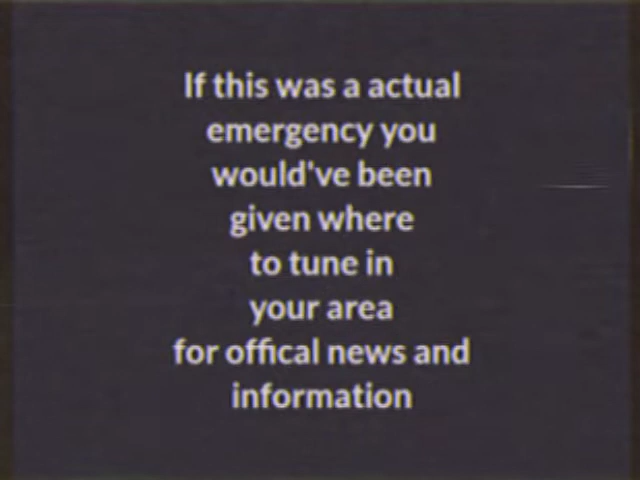 If this was a actual
emergency you
would've been
given where
to tune in
your area
for offical news and
information